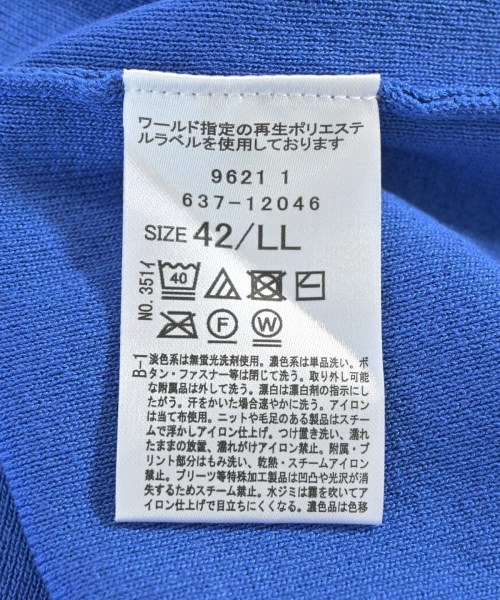 ワールド指定の再生ポリエステ
ルラベルを使用しております
9621 1
637-12046
SIZE 42/LL
NO. 3511
40
F W
B-1
淡色系は無蛍光洗剤使用。濃色系は単品洗い。ボ
タン・ファスナー等は閉じて洗う。取り外し可能
な附属品は外して洗う。漂白は漂白剤の指示にし
たがう。汗をかいた場合速やかに洗う。アイロン
は当て布使用。ニットや毛足のある製品はスチー
ムで浮かしアイロン仕上げ。つけ置き洗い、濡れ
たままの放置、濡れがけアイロン禁止。附属・プ
リント部分はもみ洗い、乾熱・スチームアイロン
禁止。プリーツ等特殊加工製品は凹凸や光沢が消
失するためスチーム禁止。水ジミは霧を吹いてア
イロン仕上げで目立ちにくくなる。濃色品は色移